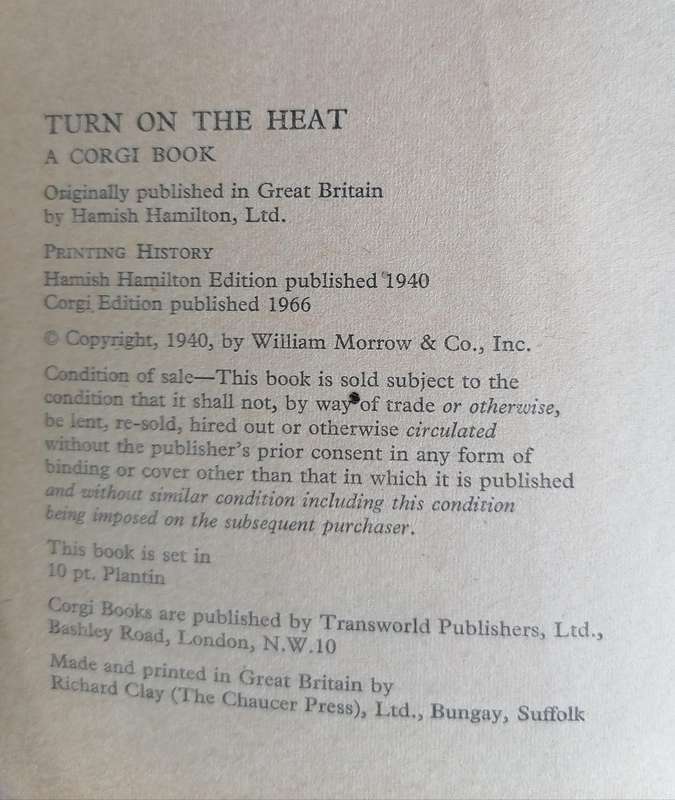 TURN ON THE HEAT
A CORGI BOOK
Originally published in Great Britain
by Hamish Hamilton, Ltd.
PRINTING HISTORY
Hamish Hamilton Edition published 1940
Corgi Edition published 1966
© Copyright, 1940, by William Morrow & Co., Inc.
Condition of sale—This book is sold subject to the
condition that it shall not, by way of trade or otherwise,
be lent, re-sold, hired out or otherwise circulated
without the publisher's prior consent in any form of
binding or cover other than that in which it is published
and without similar condition including this condition
being imposed on the subsequent purchaser.
This book is set in
10 pt. Plantin
Corgi Books are published by Transworld Publishers, Ltd.,
Bashley Road, London, N.W.10
Made and printed in Great Britain by
Richard Clay (The Chaucer Press), Ltd., Bungay, Suffolk